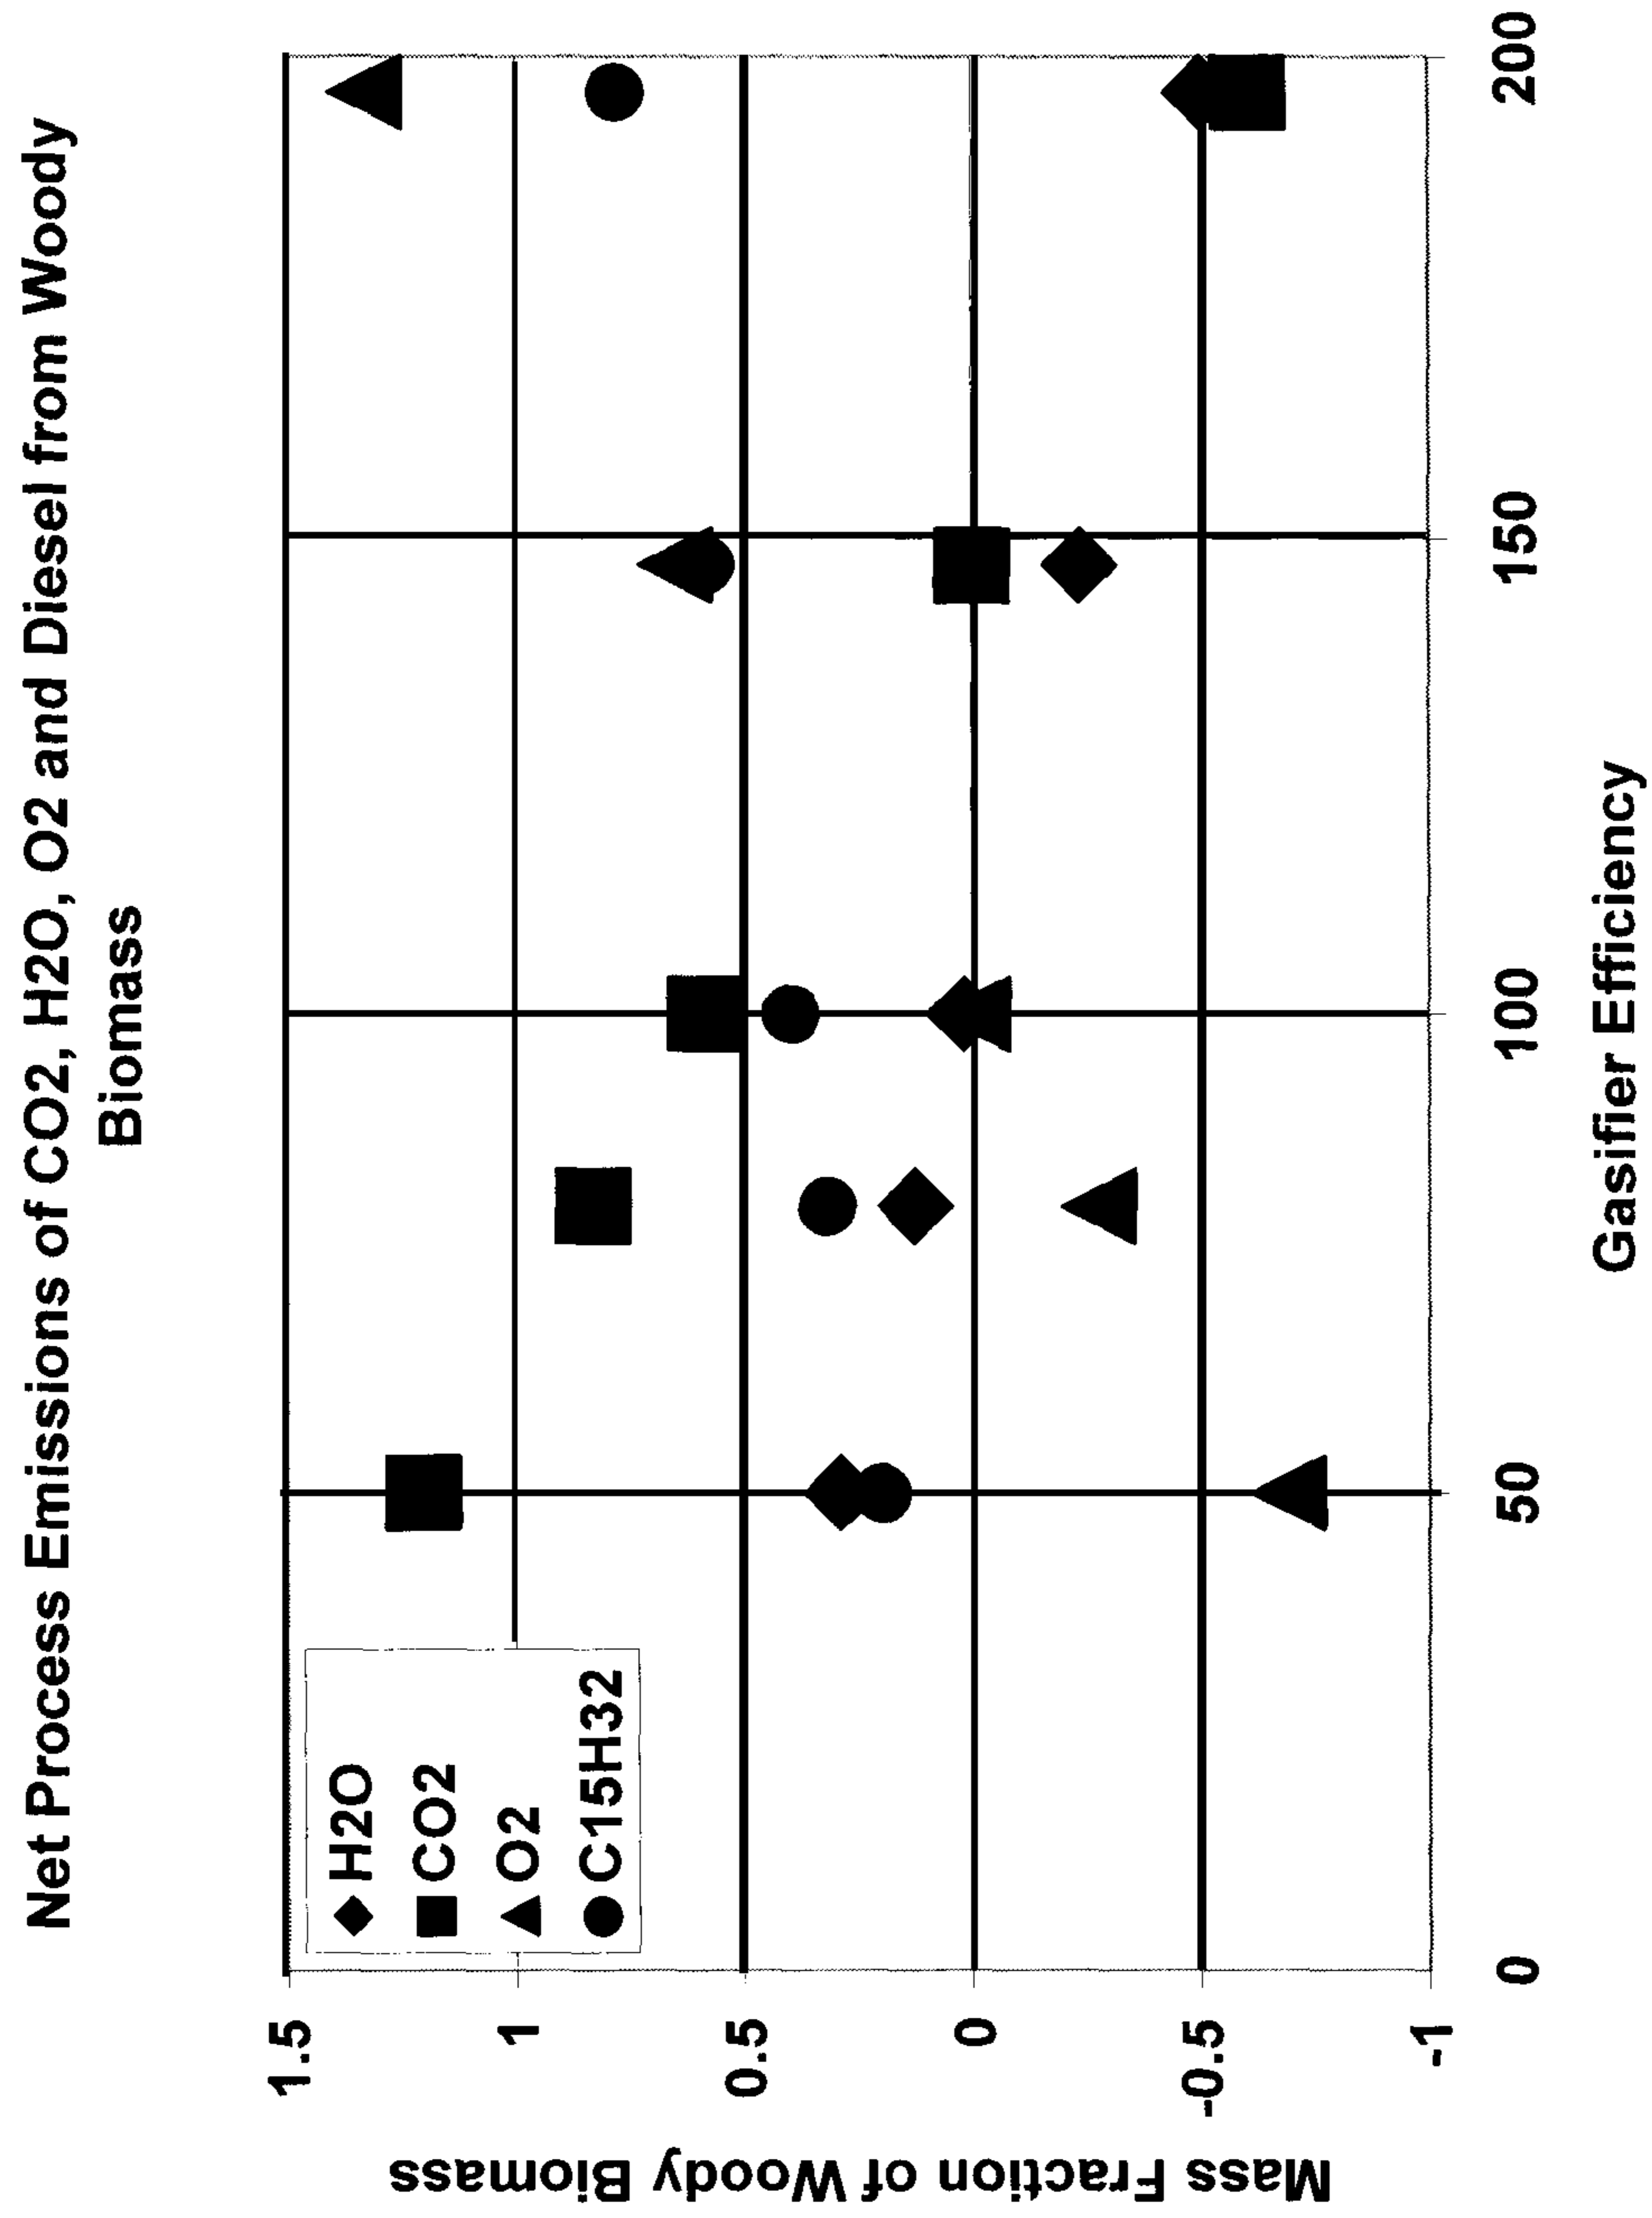 Net Process Emissions of CO2, H2O, O2 and Diesel from Woody
Biomass
Mass Fraction of Woody Biomass
1.5
1
0.5
0
-0.5
-1
H2O
CO2
O2
C15H32
0
50
100
150
200
Gasifier Efficiency